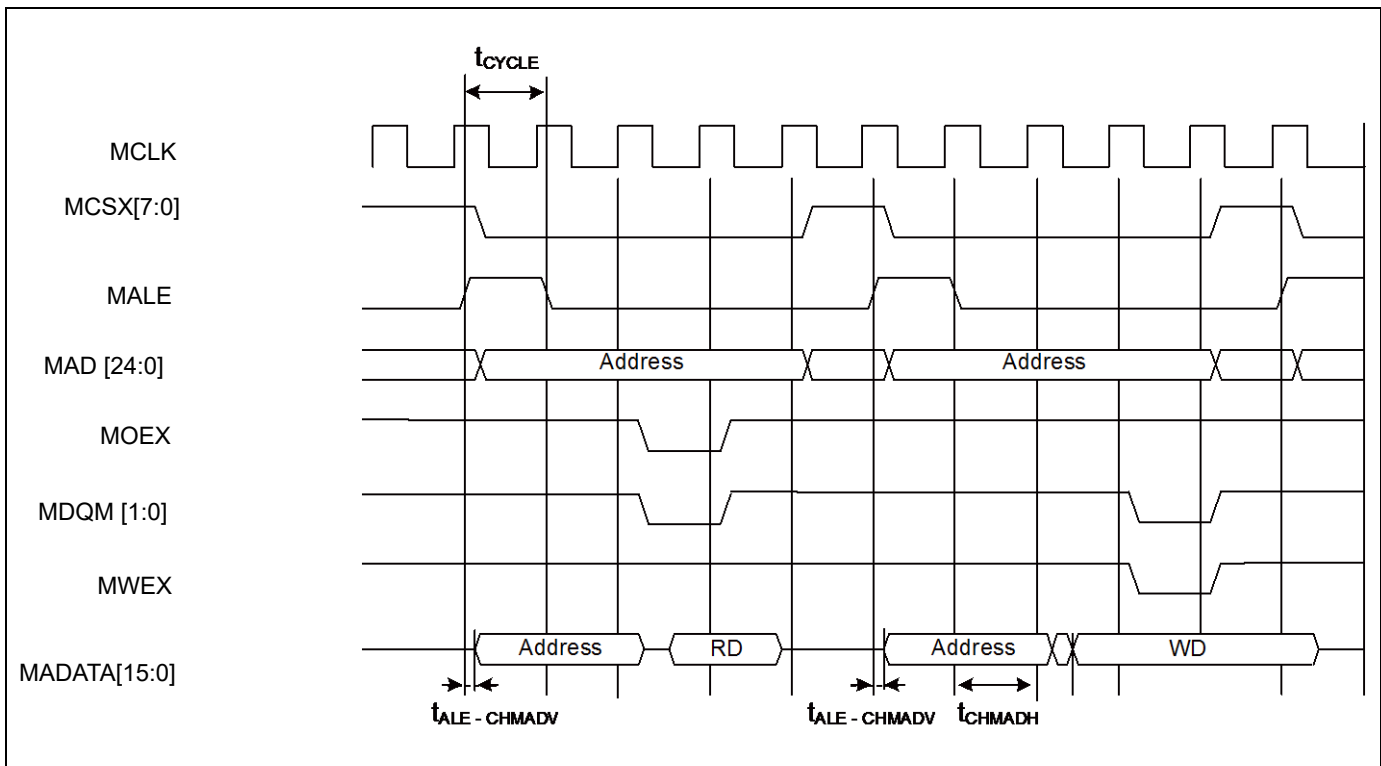 tCYCLE
MCLK
MCSX[7:0]
MALE
MAD [24:0]
Address
Address
MOEX
MDQM [1:0]
MWEX
MADATA[15:0]
Address
RD
Address
WD
tALE - CHMADV
tALE - CHMADV
tCHMADH